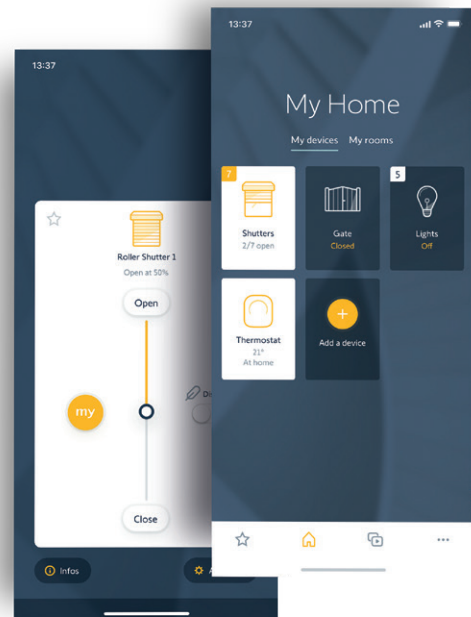 13:37
Roller Shutter 1
Open at 50%
Open
my
Close
Infos
13:37
My Home
My devices My rooms
7
Shutters
2/7 open
Gate
Closed
5
Lights
Off
Thermostat
21°
At home
Add a device